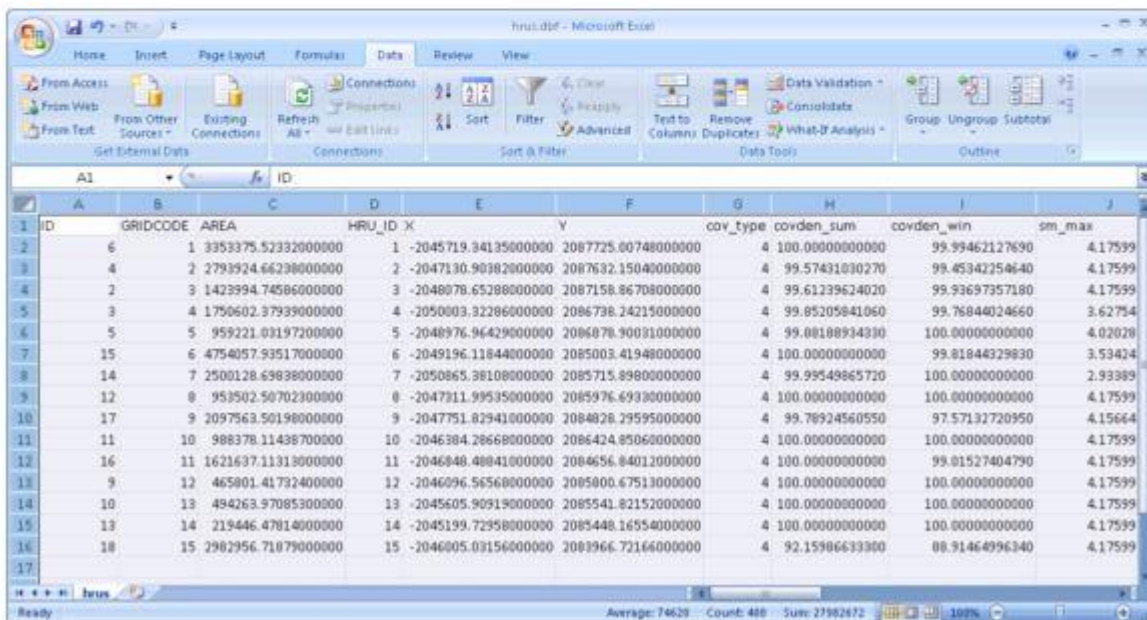 hrus.dbf - Microsoft Excel
Home Insert Page Layout Formulas Data Review View
From Access
From Web
From Text
From Other Sources
Existing Connections
Refresh All
Connections
Properties
Edit Links
Sort
Filter
Clear
Reapply
Advanced
Text to Columns
Remove Duplicates
Data Validation
Consolidate
What-If Analysis
Group Ungroup Subtotal
Get External Data Connections Sort & Filter Data Tools Outline
A1 fx ID
A B C D E F G H I J
1 ID GRIDCODE AREA HRU_ID X Y cov_type covden_sum covden_win sm_max
2 6 1 3353375.52332000000 1 -2045719.34135000000 2087725.00748000000 4 100.00000000000 99.99462127690 4.17599
3 4 2 2793924.66238000000 2 -2047130.90382000000 2087632.15040000000 4 99.57431030270 99.45342254640 4.17599
4 2 3 1423994.74586000000 3 -2048078.65288000000 2087158.86708000000 4 99.61239624020 99.93697357180 4.17599
5 3 4 1750602.37939000000 4 -2050003.32286000000 2086738.24215000000 4 99.85205841060 99.76844024660 3.62754
6 5 5 959221.03197200000 5 -2048976.96429000000 2086878.90031000000 4 99.88188934330 100.00000000000 4.02028
7 15 6 4754057.93517000000 6 -2049196.11844000000 2085003.41948000000 4 100.00000000000 99.81844329830 3.53424
8 14 7 2500128.69838000000 7 -2050865.38108000000 2085715.89800000000 4 99.99549865720 100.00000000000 2.93389
9 12 8 953502.50702300000 8 -2047311.99535000000 2085976.69330000000 4 100.00000000000 100.00000000000 4.17599
10 17 9 2097563.50198000000 9 -2047751.82941000000 2084828.29595000000 4 99.78924560550 97.57132720950 4.15664
11 11 10 988378.11438700000 10 -2046384.28668000000 2086424.85060000000 4 100.00000000000 100.00000000000 4.17599
12 16 11 1621637.11313000000 11 -2046848.48841000000 2084656.84012000000 4 100.00000000000 99.01527404790 4.17599
13 9 12 465801.41732400000 12 -2046096.56568000000 2085800.67513000000 4 100.00000000000 100.00000000000 4.17599
14 10 13 494263.97085300000 13 -2045605.90919000000 2085541.82152000000 4 100.00000000000 100.00000000000 4.17599
15 13 14 219446.47814000000 14 -2045199.72958000000 2085448.16554000000 4 100.00000000000 100.00000000000 4.17599
16 18 15 2982956.71879000000 15 -2046005.03156000000 2083966.72166000000 4 92.15986633300 88.91464996340 4.17599
17
hrus
Ready Average: 74620 Count: 480 Sum: 27982672 100%